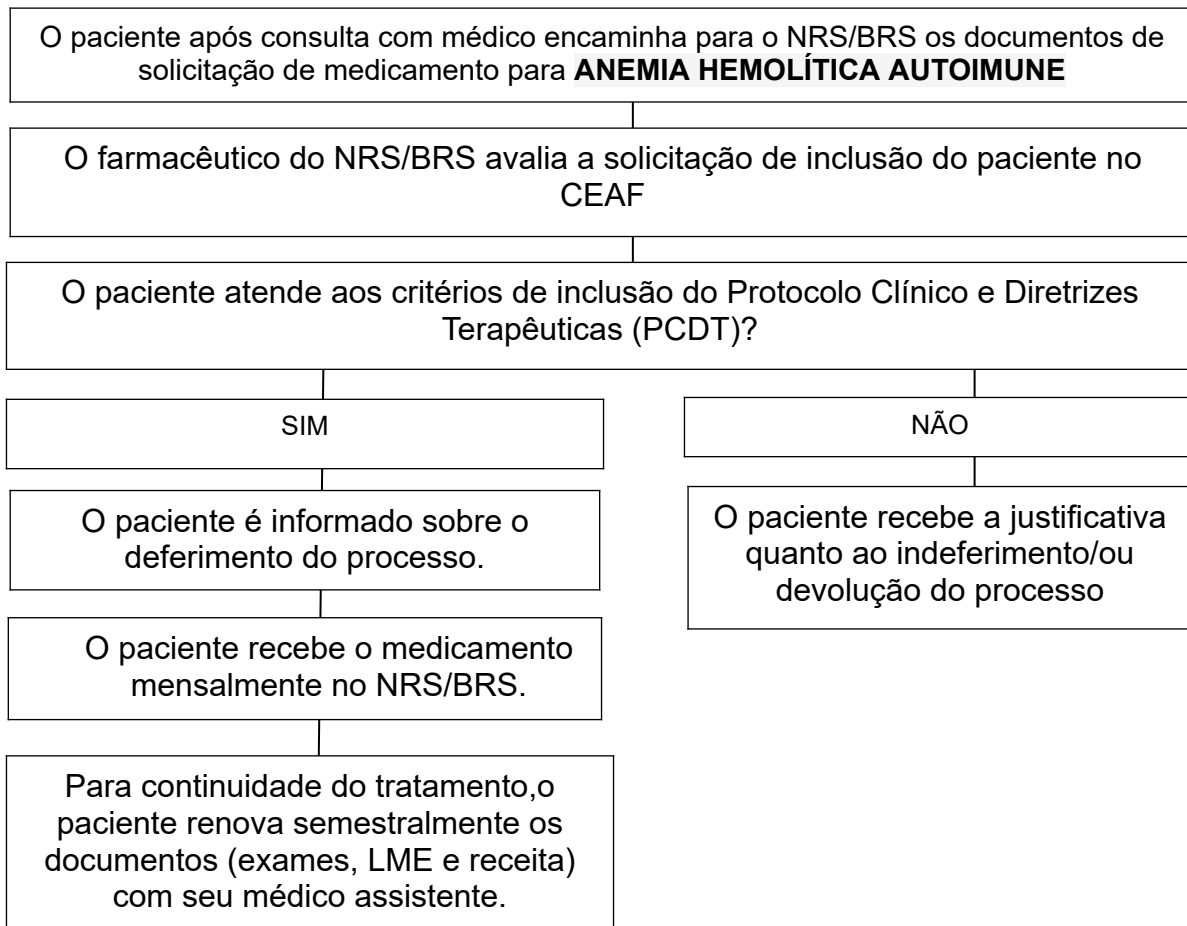 O paciente após consulta com médico encaminha para o NRS/BRS os documentos de
solicitação de medicamento para ANEMIA HEMOLÍTICA AUTOIMUNE
O farmacêutico do NRS/BRS avalia a solicitação de inclusão do paciente no
CEAF
O paciente atende aos critérios de inclusão do Protocolo Clínico e Diretrizes
Terapêuticas (PCDT)?
SIM
NÃO
O paciente é informado sobre o
deferimento do processo.
O paciente recebe a justificativa
quanto ao indeferimento/ou
devolução do processo
O paciente recebe o medicamento
mensalmente no NRS/BRS.
Para continuidade do tratamento,o
paciente renova semestralmente os
documentos (exames, LME e receita)
com seu médico assistente.